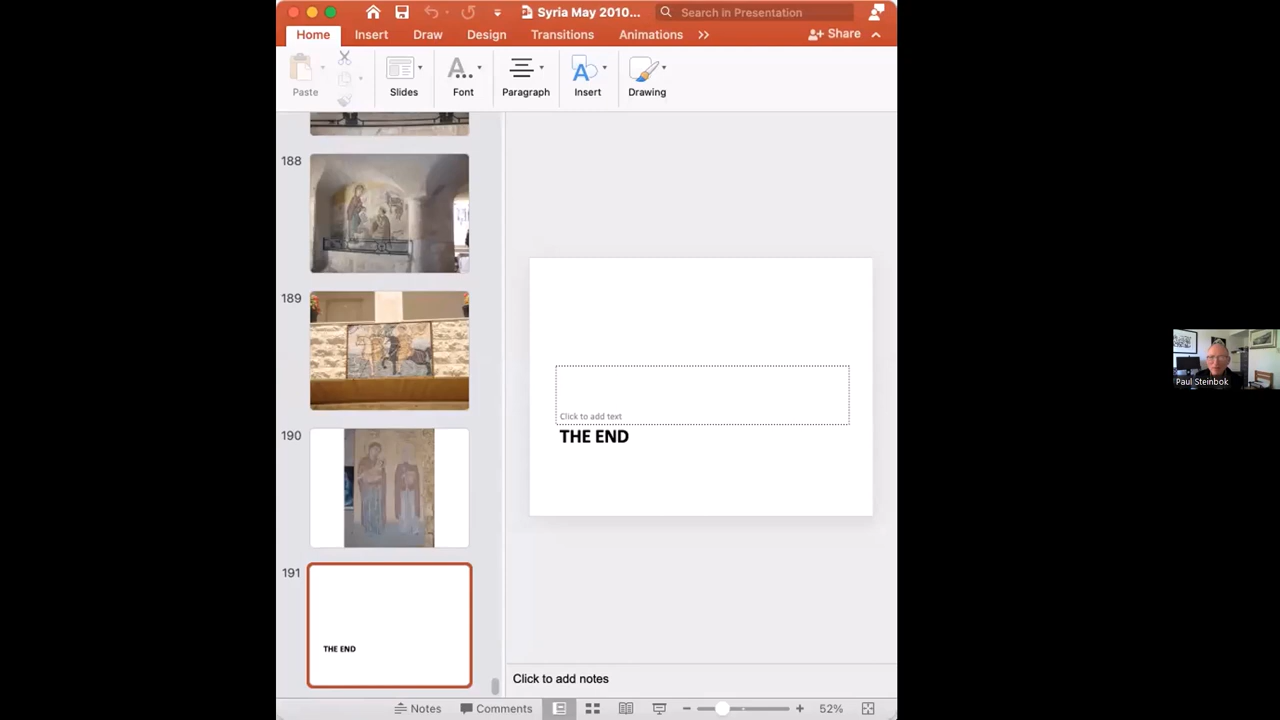 Syria May 2010...
Search in Presentation
Home
Insert
Draw
Design
Transitions
Animations
>>
Share
Paste
Slides
Font
Paragraph
Insert
Drawing
188
189
190
191
THE END
Click to add text
THE END
Click to add notes
Notes
Comments
52%
Paul Steinbok